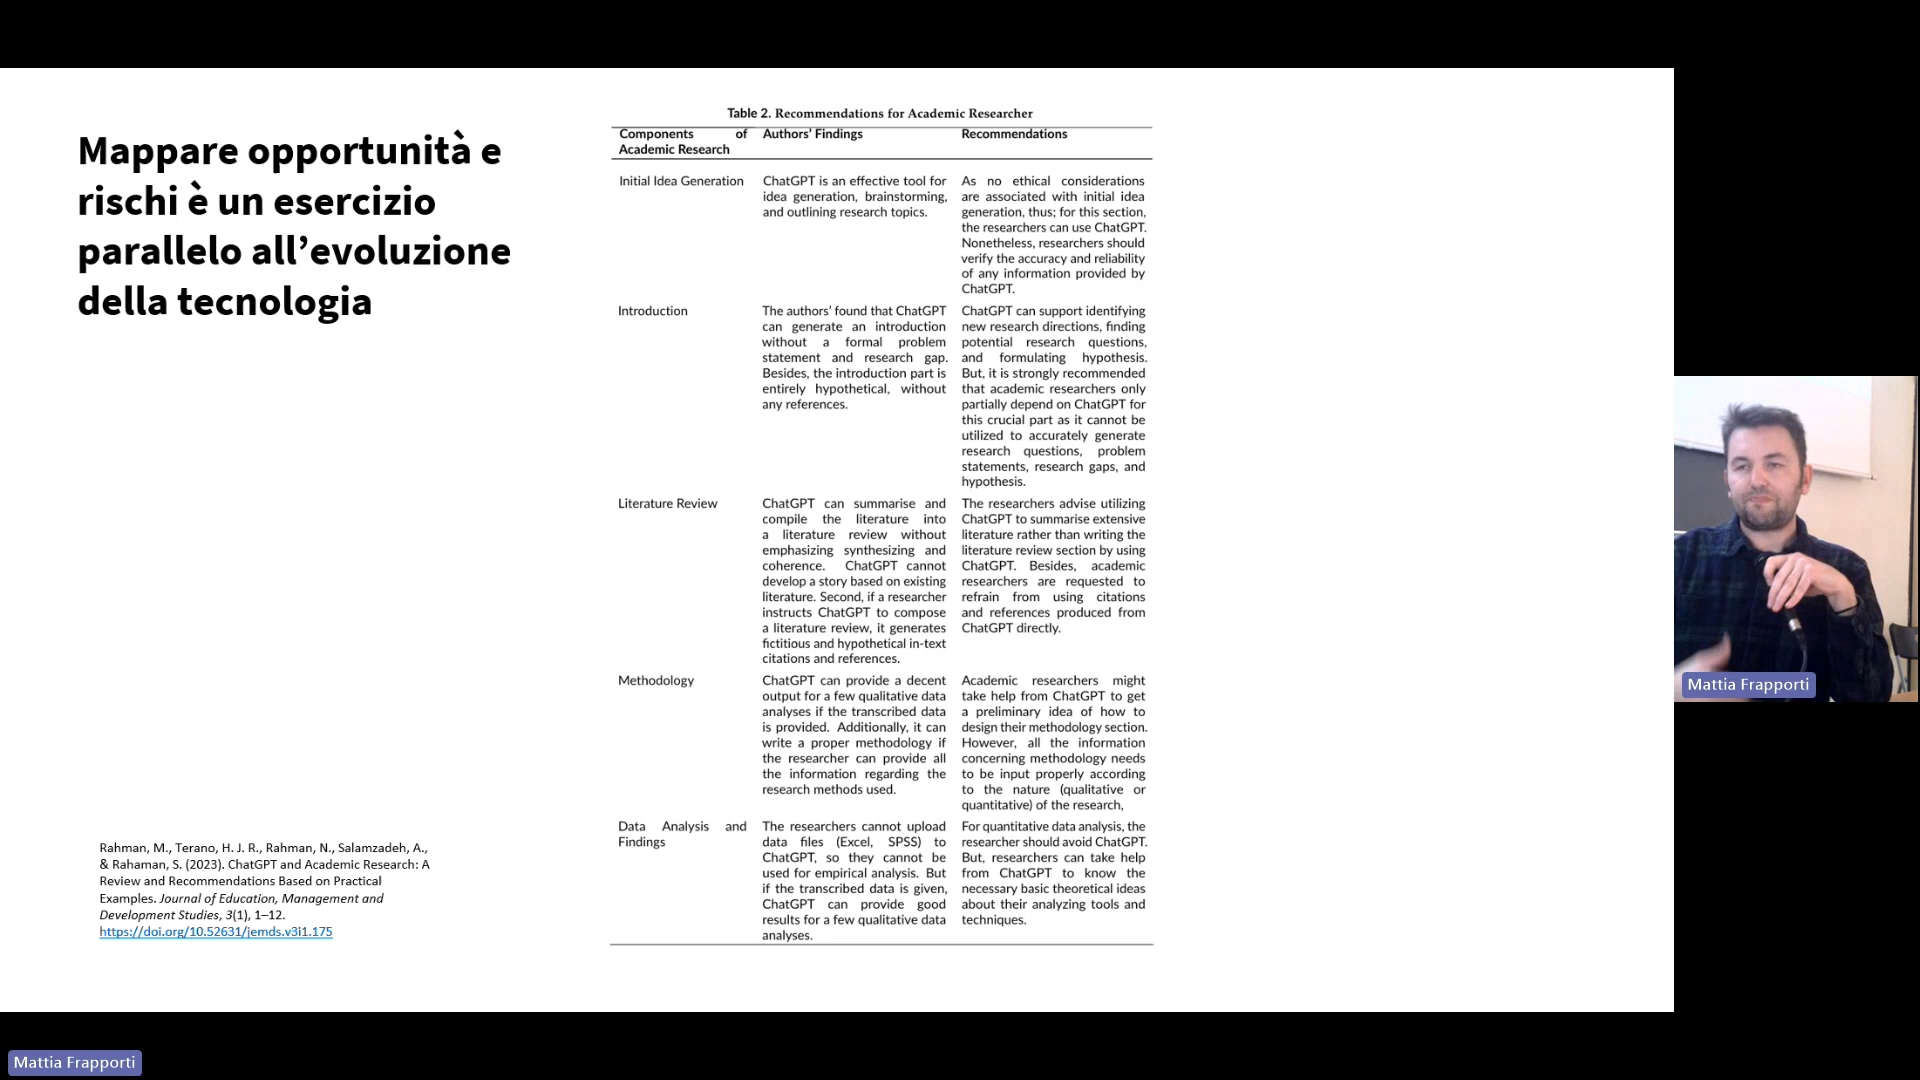 Mappare opportunità e
rischi è un esercizio
parallelo all’evoluzione
della tecnologia
Rahman, M., Terano, H. J. R., Rahman, N., Salamzadeh, A.,
& Rahaman, S. (2023). ChatGPT and Academic Research: A
Review and Recommendations Based on Practical
Examples. Journal of Education, Management and
Development Studies, 3(1), 1–12.
https://doi.org/10.52631/jemds.v3i1.175
Table 2. Recommendations for Academic Researcher
Components of
Academic Research
Authors’ Findings
Recommendations
Initial Idea Generation
ChatGPT is an effective tool for
idea generation, brainstorming,
and outlining research topics.
As no ethical considerations
are associated with initial idea
generation, thus; for this section,
the researchers can use ChatGPT.
Nonetheless, researchers should
verify the accuracy and reliability
of any information provided by
ChatGPT.
Introduction
The authors’ found that ChatGPT
can generate an introduction
without a formal problem
statement and research gap.
Besides, the introduction part is
entirely hypothetical, without
any references.
ChatGPT can support identifying
new research directions, finding
potential research questions,
and formulating hypothesis.
But, it is strongly recommended
that academic researchers only
partially depend on ChatGPT for
this crucial part as it cannot be
utilized to accurately generate
research questions, problem
statements, research gaps, and
hypothesis.
Literature Review
ChatGPT can summarise and
compile the literature into
a literature review without
emphasizing synthesizing and
coherence. ChatGPT cannot
develop a story based on existing
literature. Second, if a researcher
instructs ChatGPT to compose
a literature review, it generates
fictitious and hypothetical in-text
citations and references.
The researchers advise utilizing
ChatGPT to summarise extensive
literature rather than writing the
literature review section by using
ChatGPT. Besides, academic
researchers are requested to
refrain from using citations
and references produced from
ChatGPT directly.
Methodology
ChatGPT can provide a decent
output for a few qualitative data
analyses if the transcribed data
is provided. Additionally, it can
write a proper methodology if
the researcher can provide all
the information regarding the
research methods used.
Academic researchers might
take help from ChatGPT to get
a preliminary idea of how to
design their methodology section.
However, all the information
concerning methodology needs
to be input properly according
to the nature (qualitative or
quantitative) of the research,
Data Analysis and
Findings
The researchers cannot upload
data files (Excel, SPSS) to
ChatGPT, so they cannot be
used for empirical analysis. But
if the transcribed data is given,
ChatGPT can provide good
results for a few qualitative data
analyses.
For quantitative data analysis, the
researcher should avoid ChatGPT.
But, researchers can take help
from ChatGPT to know the
necessary basic theoretical ideas
about their analyzing tools and
techniques.
Mattia Frapporti
Mattia Frapporti